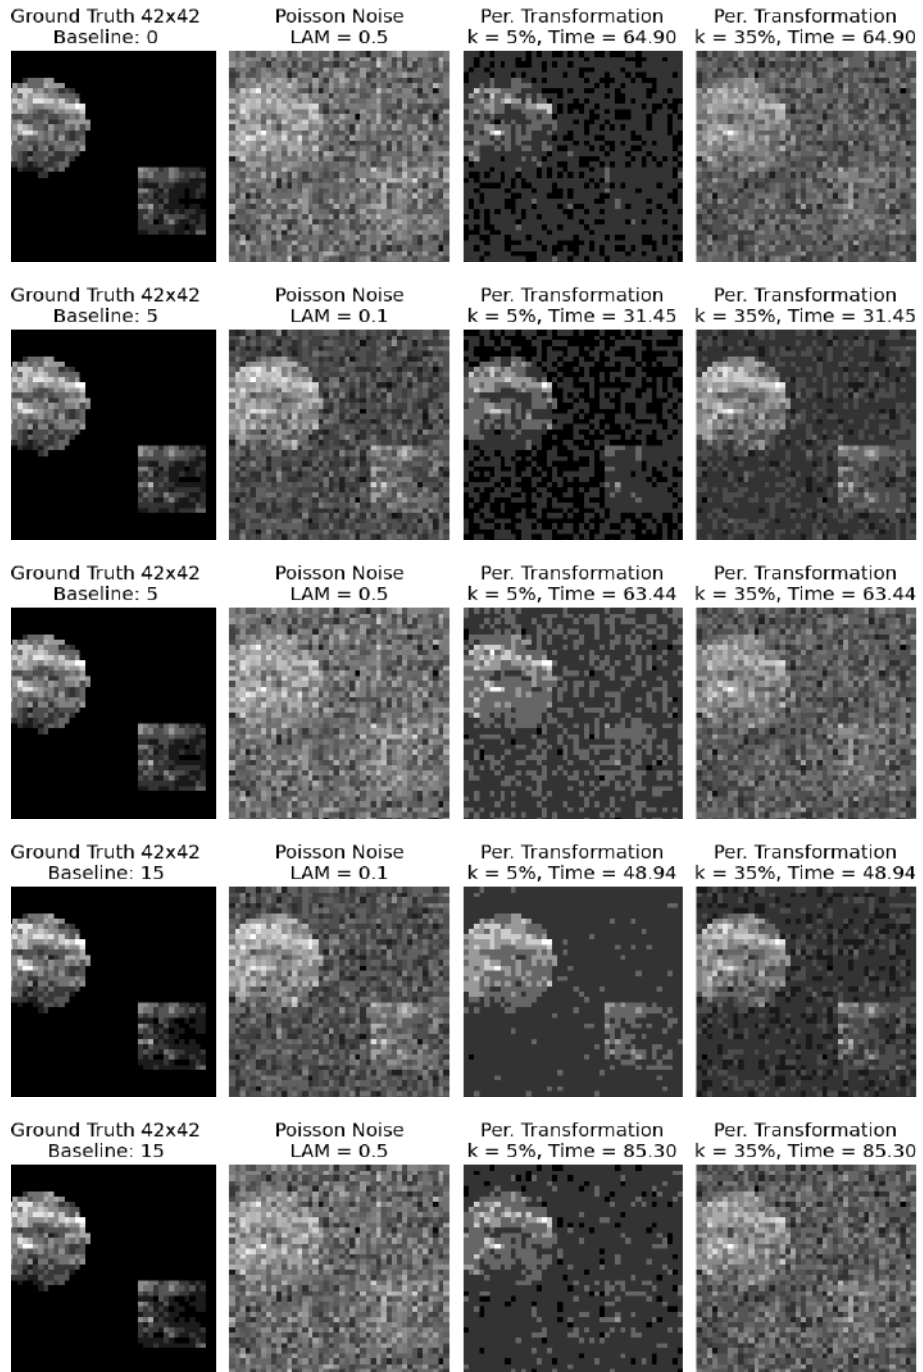 Ground Truth 42x42
Baseline: 0
Poisson Noise
LAM = 0.5
Per. Transformation
k = 5%, Time = 64.90
Per. Transformation
k = 35%, Time = 64.90
Ground Truth 42x42
Baseline: 5
Poisson Noise
LAM = 0.1
Per. Transformation
k = 5%, Time = 31.45
Per. Transformation
k = 35%, Time = 31.45
Ground Truth 42x42
Baseline: 5
Poisson Noise
LAM = 0.5
Per. Transformation
k = 5%, Time = 63.44
Per. Transformation
k = 35%, Time = 63.44
Ground Truth 42x42
Baseline: 15
Poisson Noise
LAM = 0.1
Per. Transformation
k = 5%, Time = 48.94
Per. Transformation
k = 35%, Time = 48.94
Ground Truth 42x42
Baseline: 15
Poisson Noise
LAM = 0.5
Per. Transformation
k = 5%, Time = 85.30
Per. Transformation
k = 35%, Time = 85.30